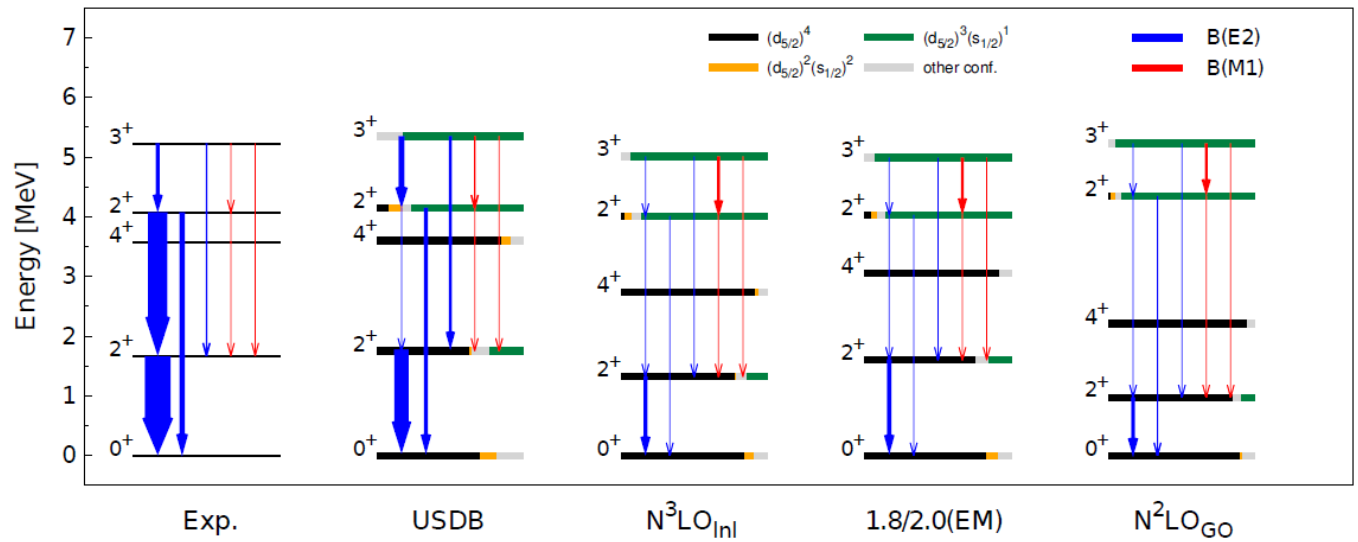 Energy [MeV]
7
6
5
4
3
2
1
0
(d5/2)^4
(d5/2)^2(s1/2)^2
(d5/2)^3(s1/2)^1
other conf.
B(E2)
B(M1)
3+
2+
4+
2+
0+
3+
2+
4+
2+
0+
3+
2+
4+
2+
0+
3+
2+
4+
2+
0+
3+
2+
4+
2+
0+
Exp.
USDB
N^3LO_lnl
1.8/2.0(EM)
N^2LO_GO